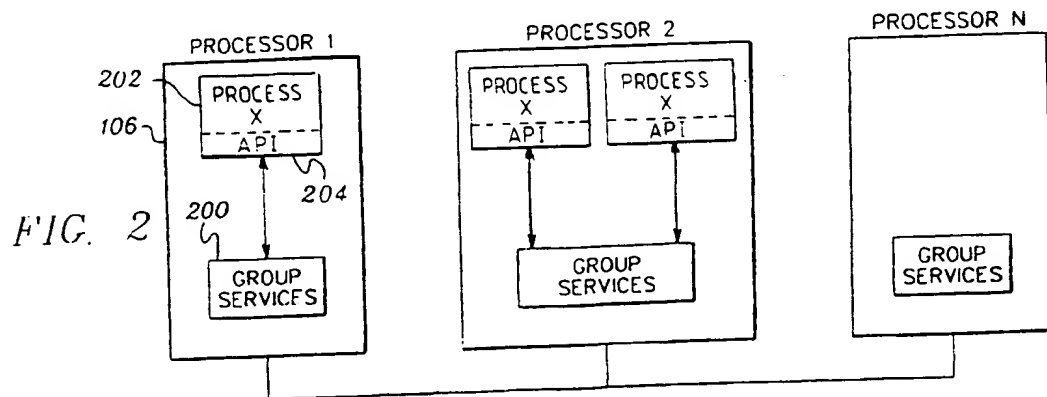 PROCESSOR 1
PROCESSOR 2
PROCESSOR N
202
PROCESS
X
API
PROCESS
X
API
PROCESS
X
API
106
204
200
FIG. 2
GROUP
SERVICES
GROUP
SERVICES
GROUP
SERVICES